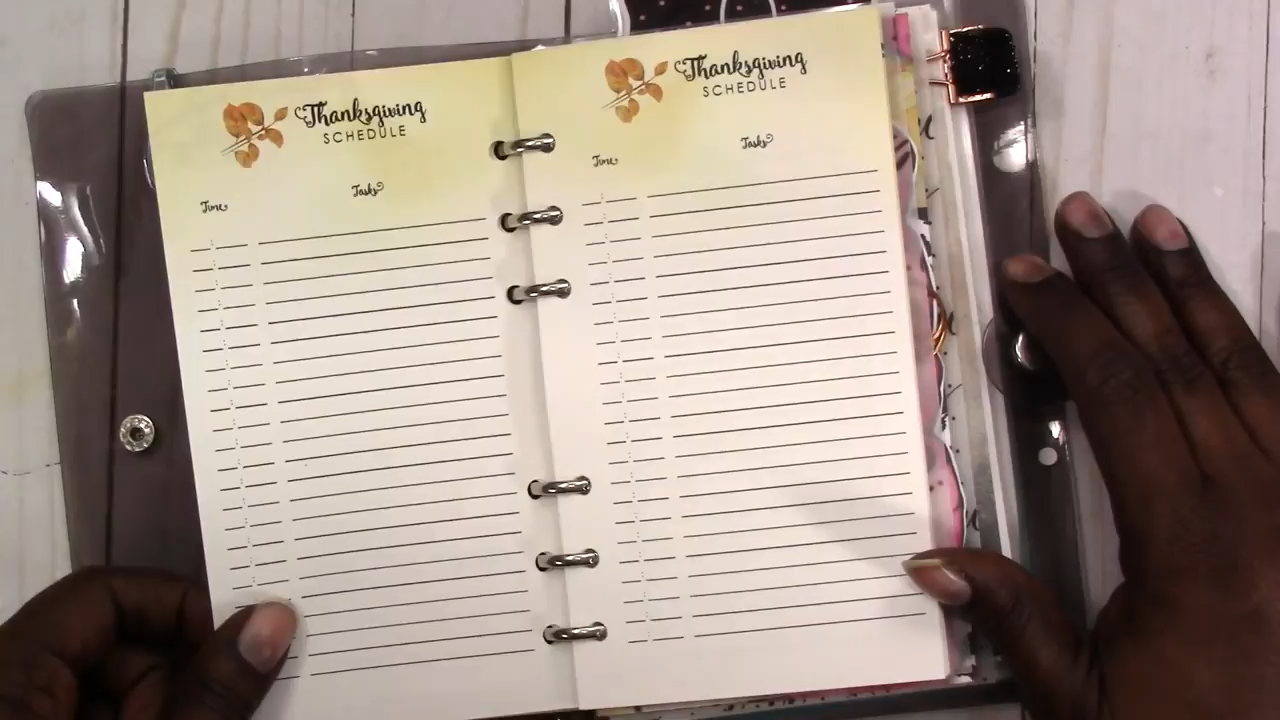 Thanksgiving
SCHEDULE
Time
Tasks
Thanksgiving
SCHEDULE
Time
Tasks